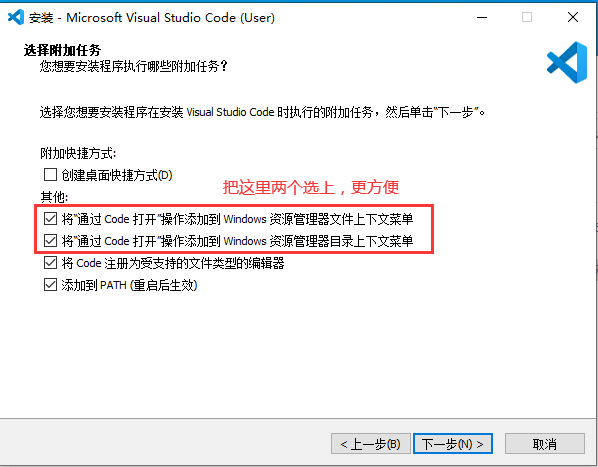 安装 - Microsoft Visual Studio Code (User)
选择附加任务
您想要安装程序执行哪些附加任务？
选择您想要安装程序在安装 Visual Studio Code 时执行的附加任务，然后单击“下一步”。
附加快捷方式:
创建桌面快捷方式(D)
把这里两个选上，更方便
其他:
将“通过 Code 打开”操作添加到 Windows 资源管理器文件上下文菜单
将“通过 Code 打开”操作添加到 Windows 资源管理器目录上下文菜单
将 Code 注册为受支持的文件类型的编辑器
添加到 PATH (重启后生效)
< 上一步(B) 下一步(N) > 取消